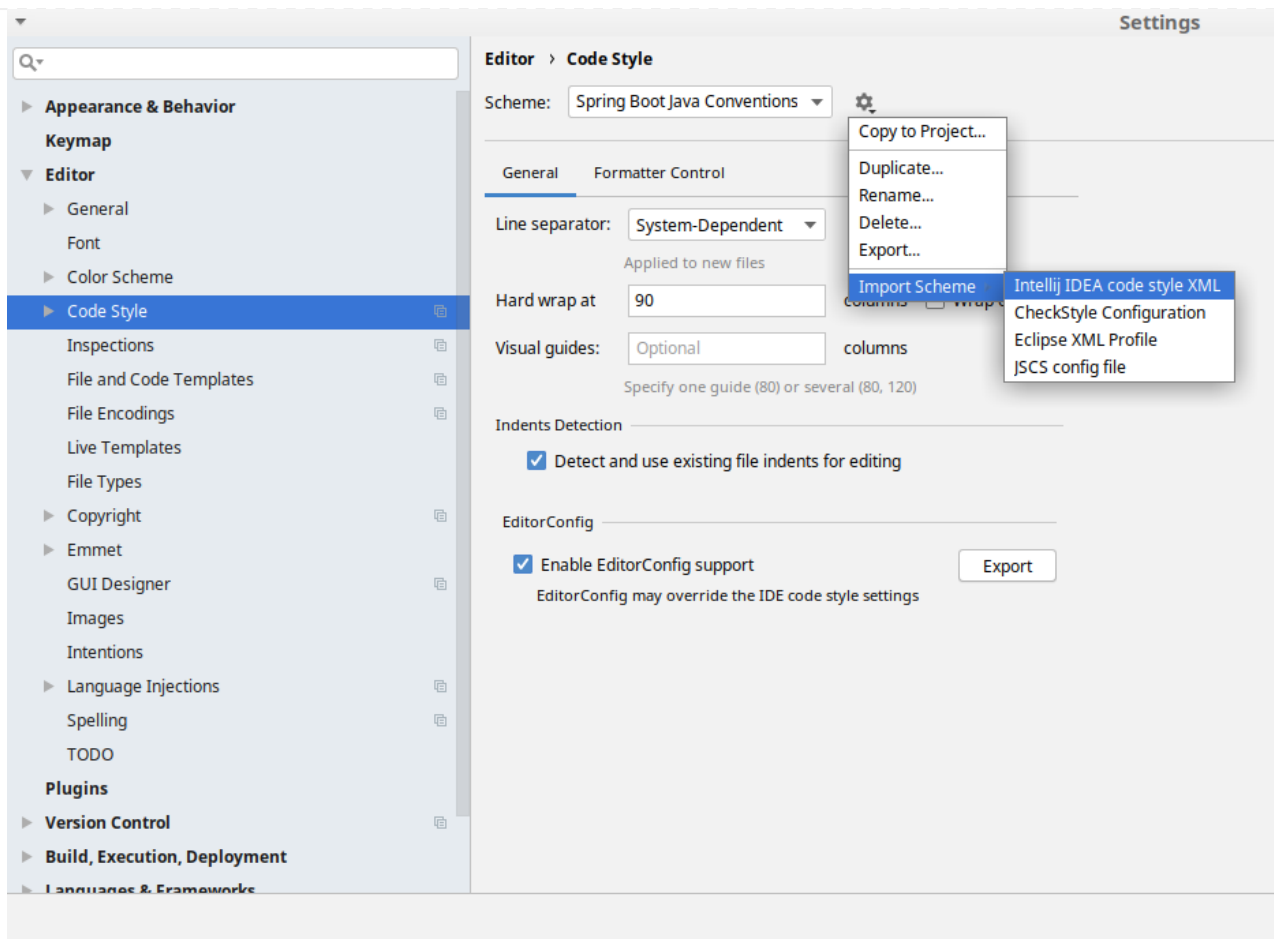 Settings
Appearance & Behavior
Keymap
Editor
General
Font
Color Scheme
Code Style
Inspections
File and Code Templates
File Encodings
Live Templates
File Types
Copyright
Emmet
GUI Designer
Images
Intentions
Language Injections
Spelling
TODO
Plugins
Version Control
Build, Execution, Deployment
Languages & Frameworks
Editor › Code Style
Scheme: Spring Boot Java Conventions
General Formatter Control
Line separator: System-Dependent
Applied to new files
Hard wrap at 90 columns
Visual guides: Optional columns
Specify one guide (80) or several (80, 120)
Indents Detection
Detect and use existing file indents for editing
EditorConfig
Enable EditorConfig support Export
EditorConfig may override the IDE code style settings
Copy to Project...
Duplicate...
Rename...
Delete...
Export...
Import Scheme
Intellij IDEA code style XML
CheckStyle Configuration
Eclipse XML Profile
JSCS config file